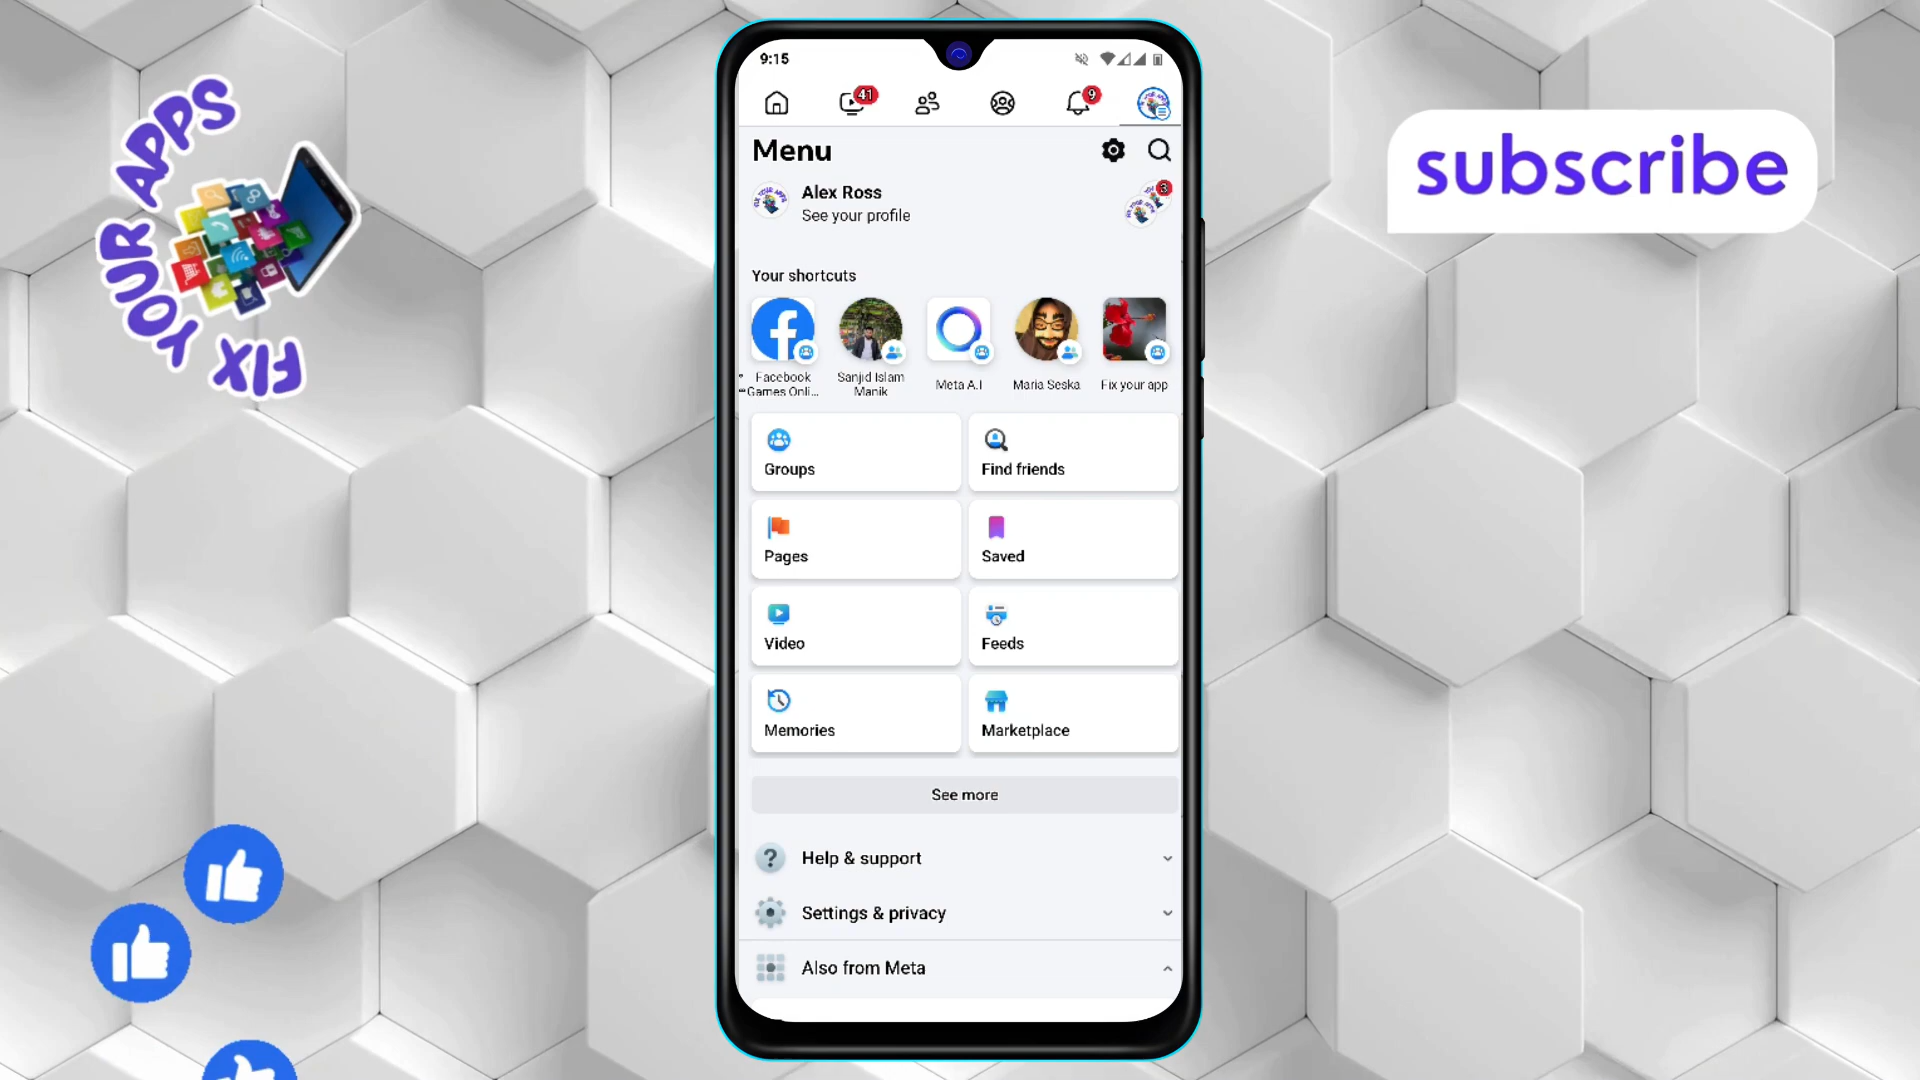 FIX YOUR APPS
subscribe
9:15
41
9
Menu
Alex Ross
See your profile
3
Your shortcuts
Facebook
Games Onli...
Sanjid Islam
Manik
Meta A.I
Maria Seska
Fix your app
Groups
Find friends
Pages
Saved
Video
Feeds
Memories
Marketplace
See more
Help & support
Settings & privacy
Also from Meta